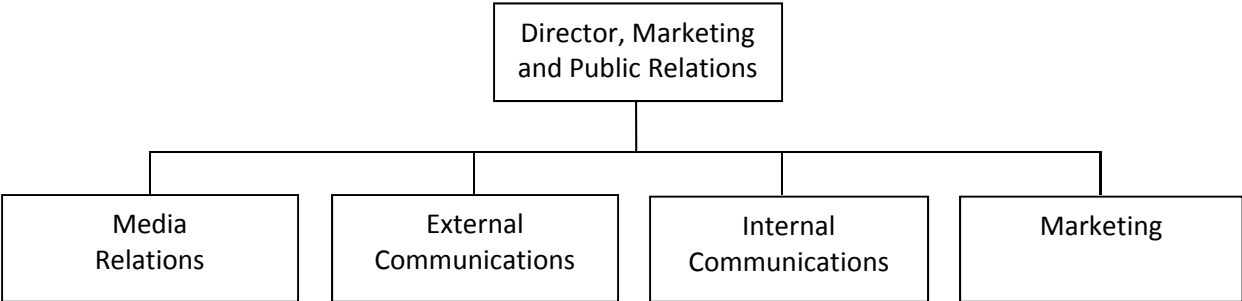 Director, Marketing
and Public Relations
Media
Relations
External
Communications
Internal
Communications
Marketing